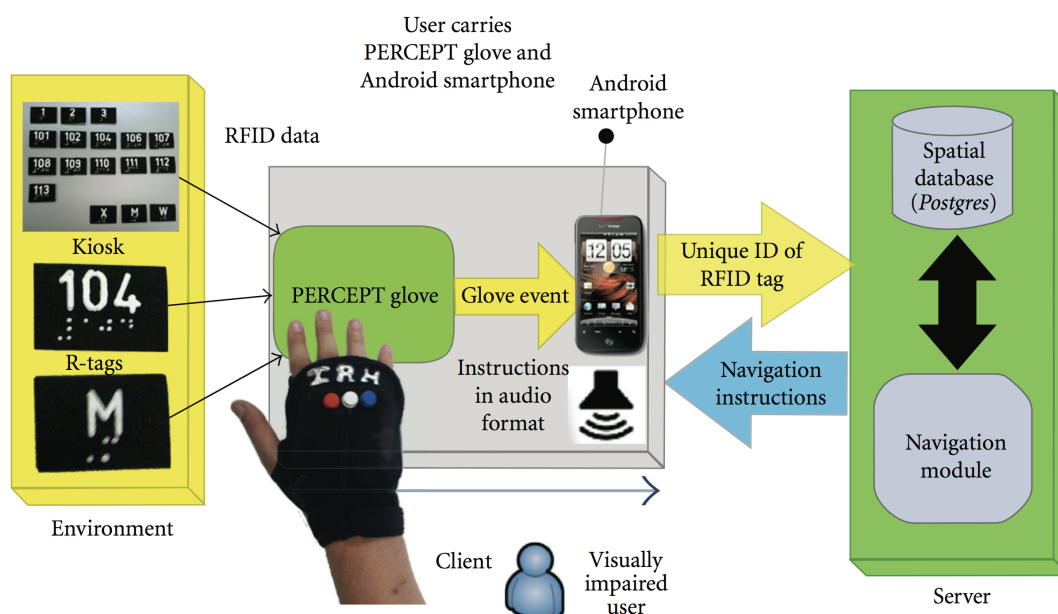 User carries
PERCEPT glove and
Android smartphone
Android
smartphone
RFID data
1 2 3
101 102 104 106 107
108 109 110 111 112
113
X M W
Kiosk
104
R-tags
M
Environment
PERCEPT glove
Glove event
IRH
12 05
Instructions
in audio
format
Unique ID of
RFID tag
Navigation
instructions
Spatial
database
(Postgres)
Navigation
module
Server
Client
Visually
impaired
user